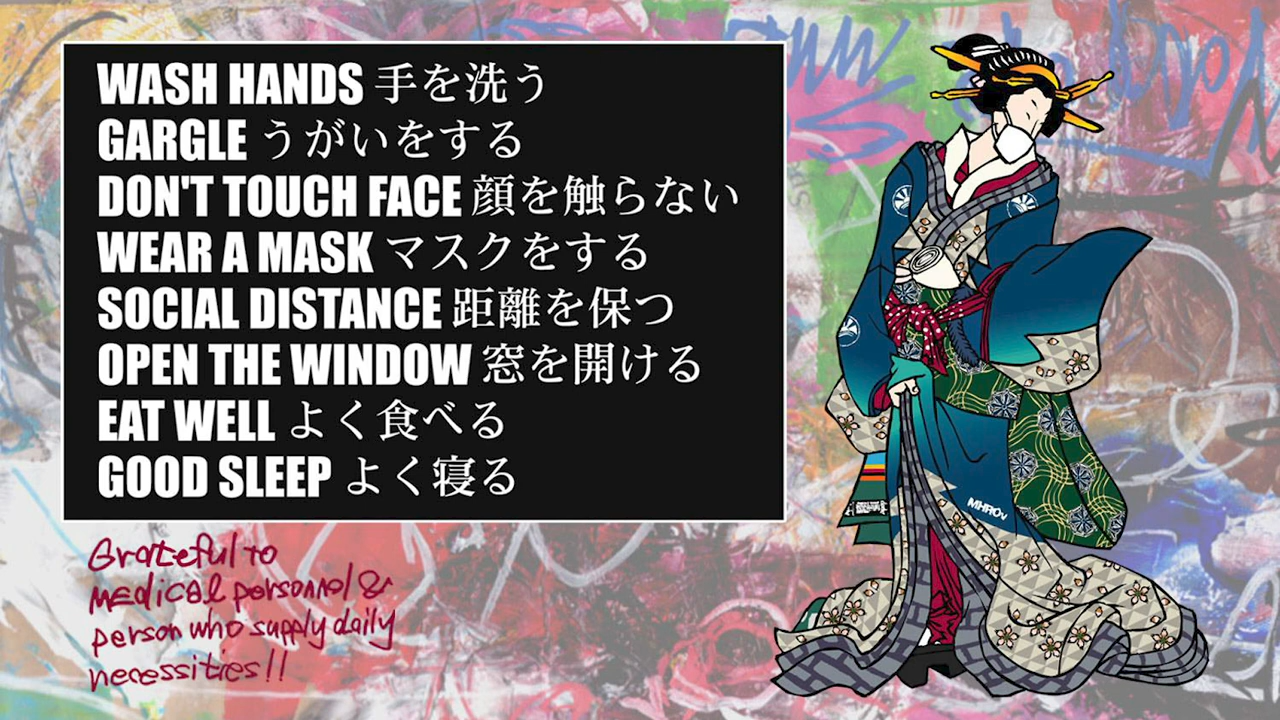 WASH HANDS 手を洗う
GARGLE うがいをする
DON'T TOUCH FACE 顔を触らない
WEAR A MASK マスクをする
SOCIAL DISTANCE 距離を保つ
OPEN THE WINDOW 窓を開ける
EAT WELL よく食べる
GOOD SLEEP よく寝る
Grateful to
medical personnel &
person who supply daily
necessities!!